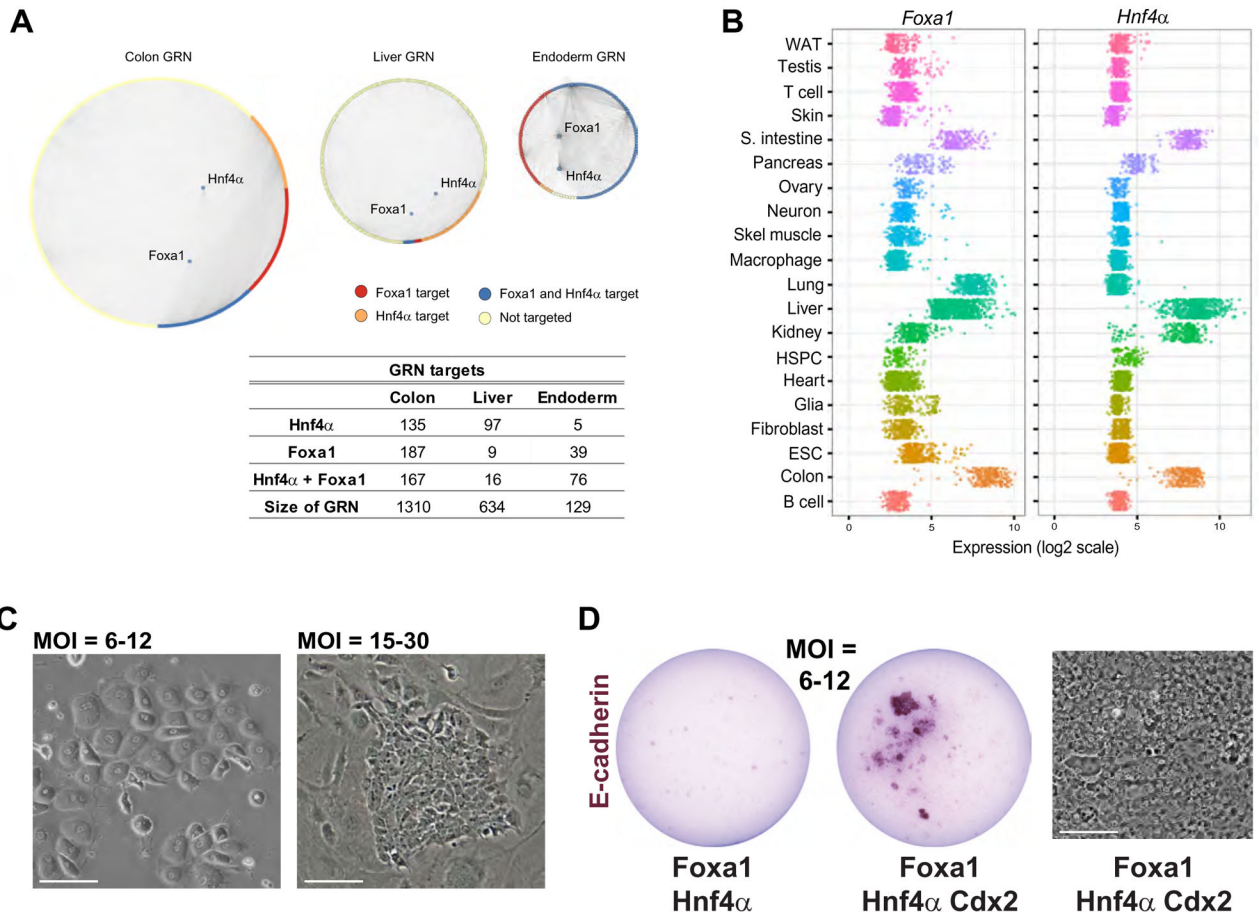 A
Colon GRN
Liver GRN
Endoderm GRN
Hnf4α
Foxa1
Hnf4α
Foxa1
Foxa1
Hnf4α
Foxa1 target
Foxa1 and Hnf4α target
Hnf4α target
Not targeted
GRN targets
Colon Liver Endoderm
Hnf4α 135 97 5
Foxa1 187 9 39
Hnf4α + Foxa1 167 16 76
Size of GRN 1310 634 129
B
Foxa1 Hnf4α
WAT
Testis
T cell
Skin
S. intestine
Pancreas
Ovary
Neuron
Skel muscle
Macrophage
Lung
Liver
Kidney
HSPC
Heart
Glia
Fibroblast
ESC
Colon
B cell
0 5 10 0 5 10
Expression (log2 scale)
C
MOI = 6-12
MOI = 15-30
D
E-cadherin
MOI =
6-12
Foxa1
Hnf4α
Foxa1
Hnf4α Cdx2
Foxa1
Hnf4α Cdx2